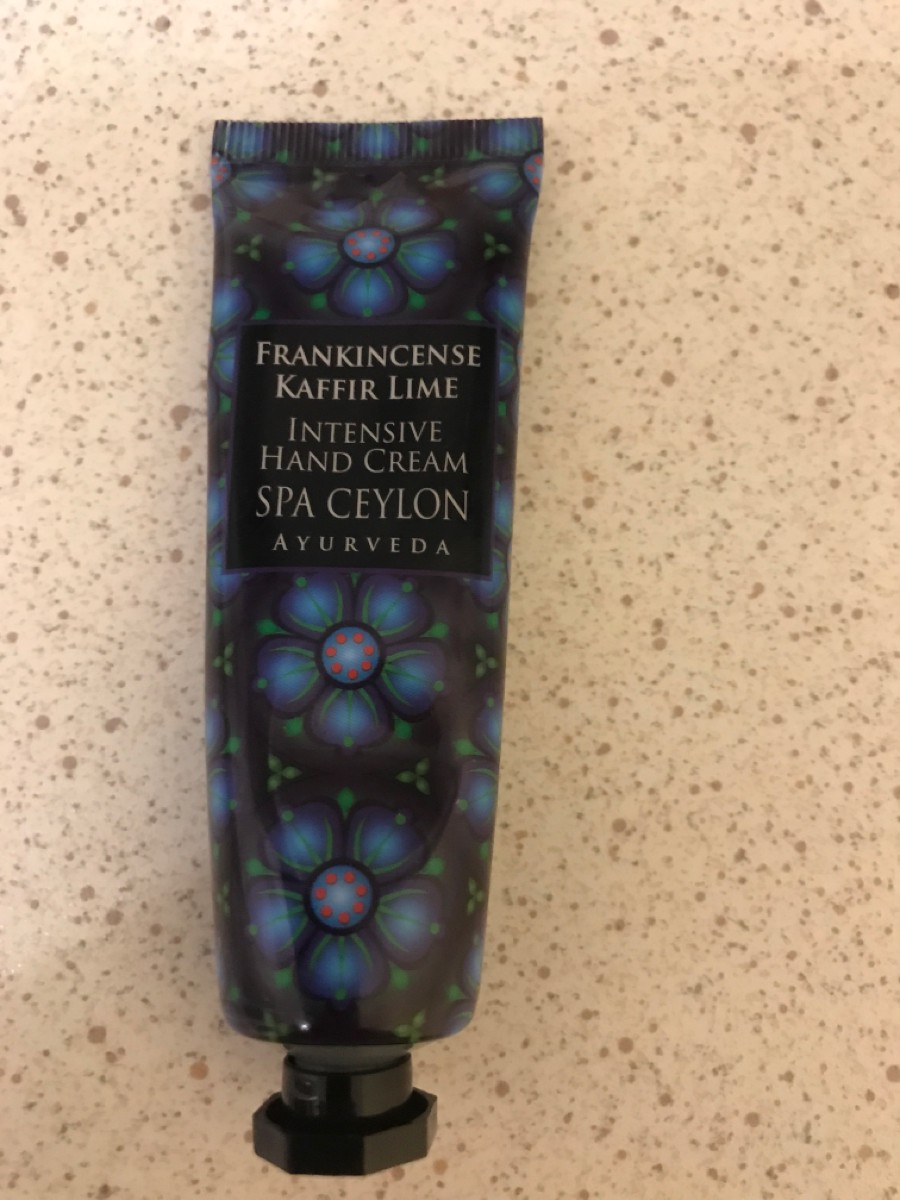 FRANKINCENSE
KAFFIR LIME
INTENSIVE
HAND CREAM
SPA CEYLON
AYURVEDA